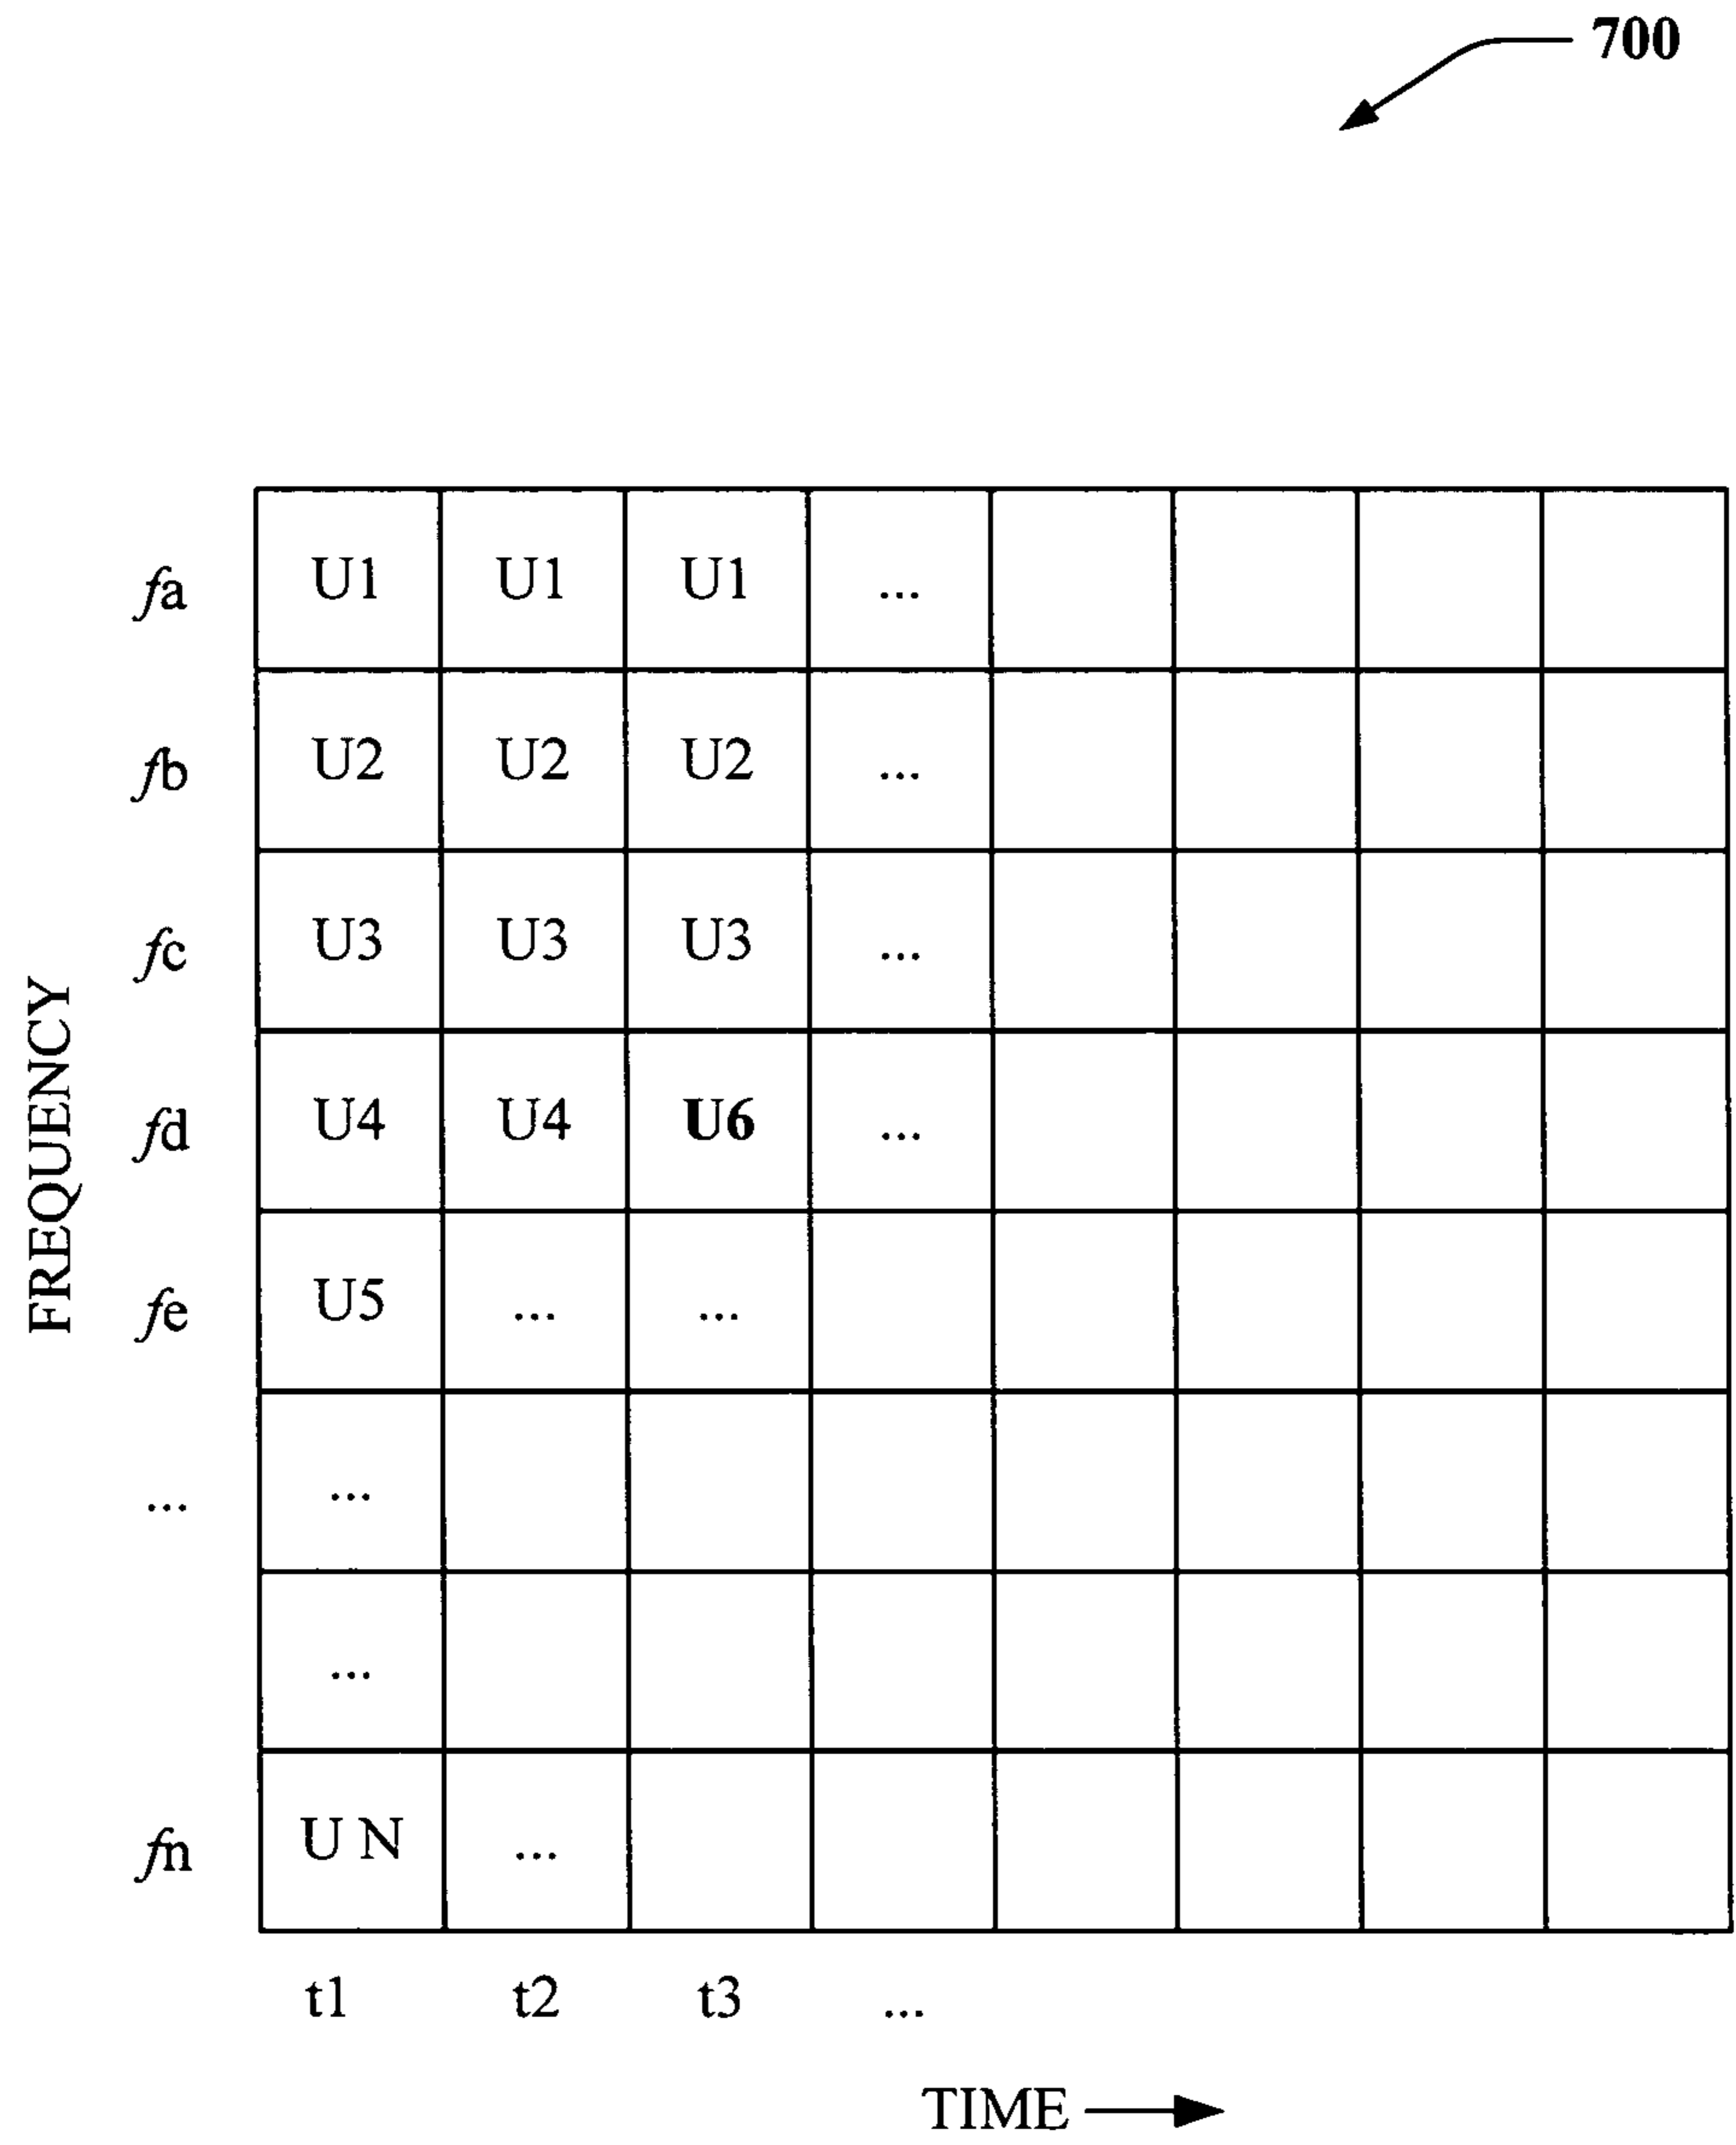 700
fa U1 U1 U1 ...
fb U2 U2 U2 ...
fc U3 U3 U3 ...
fd U4 U4 U6 ...
fe U5 ... ...
... ...
...
fn U N ...
FREQUENCY
t1 t2 t3 ...
TIME